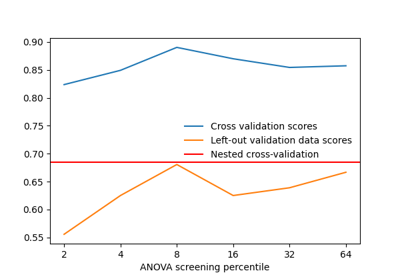 0.90
0.85
0.80
0.75
0.70
0.65
0.60
0.55
Cross validation scores
Left-out validation data scores
Nested cross-validation
2 4 8 16 32 64
ANOVA screening percentile